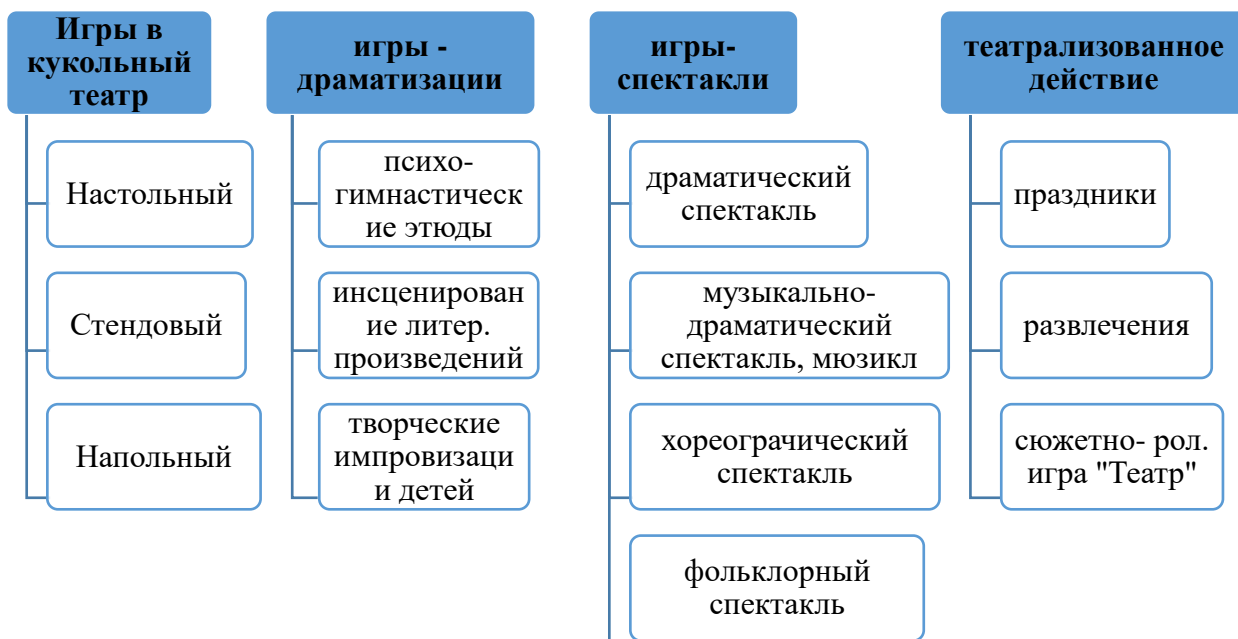 Игры в
кукольный
театр
Настольный
Стендовый
Напольный
игры -
драматизации
психо-
гимнастическ
ие этюды
инсценирован
ие литер.
произведений
творческие
импровизаци
и детей
игры-
спектакли
драматический
спектакль
музыкально-
драматический
спектакль, мюзикл
хореограчический
спектакль
фольклорный
спектакль
театрализованное
действие
праздники
развлечения
сюжетно- рол.
игра "Театр"